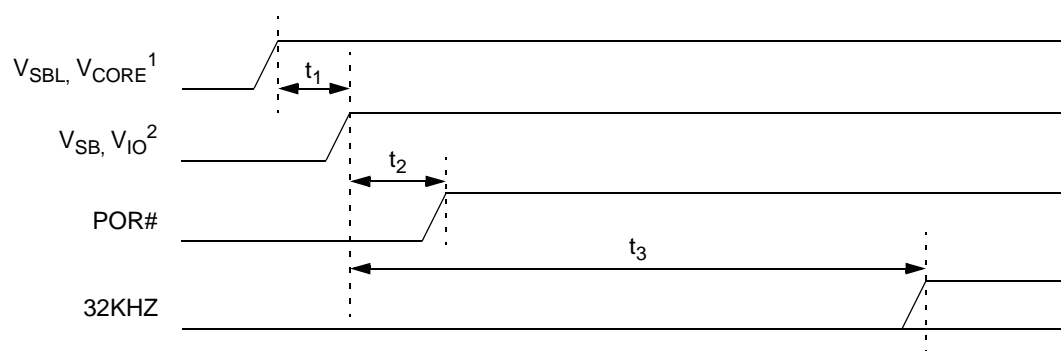 V_SBL, V_CORE^1
t_1
V_SB, V_IO^2
t_2
POR#
t_3
32KHZ